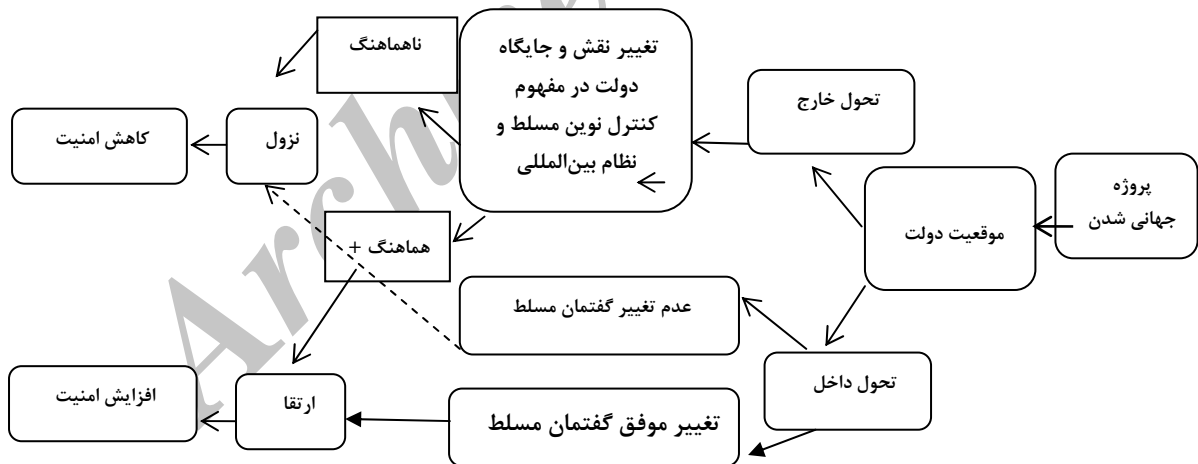 پروژه
جهانی شدن
موقعیت دولت
تحول خارج
تغییر نقش و جایگاه
دولت در مفهوم
کنترل نوین مسلط و
نظام بین‌المللی
ناهماهنگ
هماهنگ +
نزول
کاهش امنیت
تحول داخل
عدم تغییر گفتمان مسلط
تغییر موفق گفتمان مسلط
ارتقا
افزایش امنیت